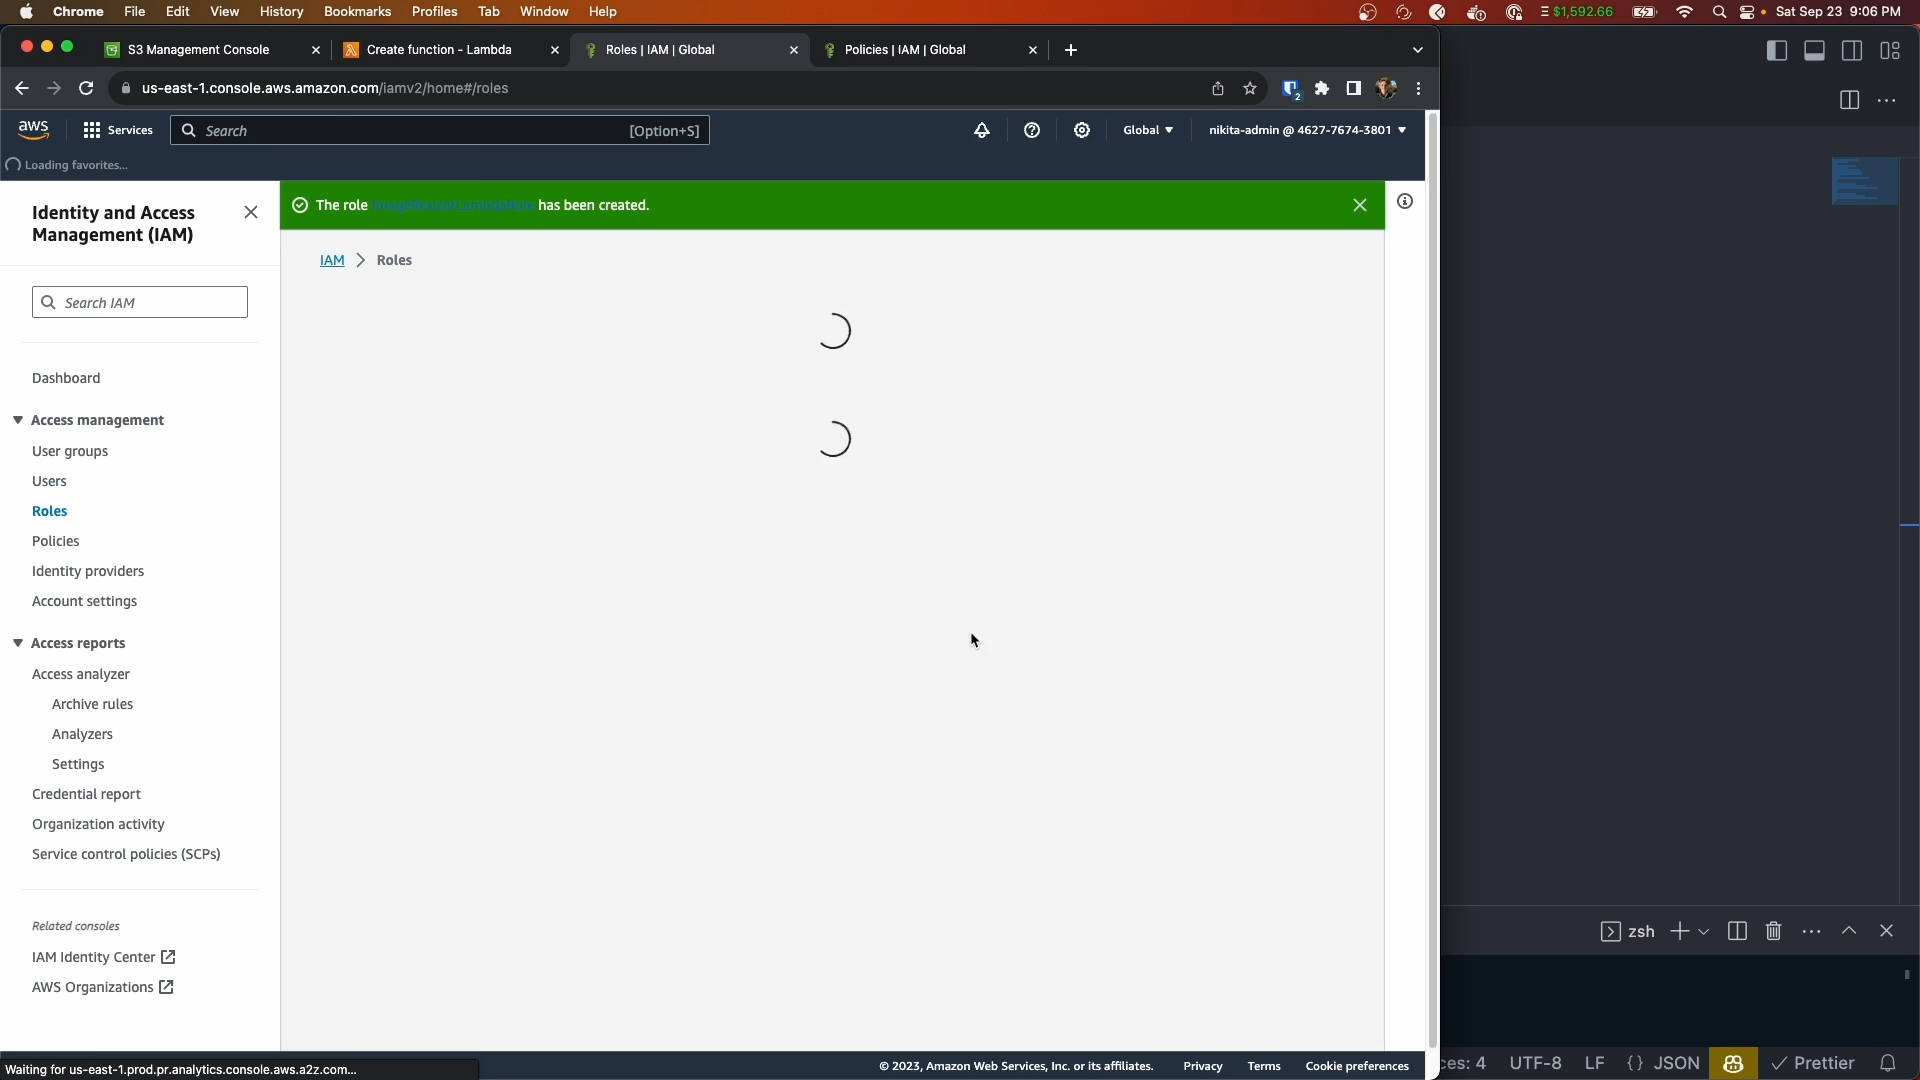 Chrome File Edit View History Bookmarks Profiles Tab Window Help
$1,592.66
Sat Sep 23 9:06 PM
S3 Management Console
Create function - Lambda
Roles | IAM | Global
Policies | IAM | Global
us-east-1.console.aws.amazon.com/iamv2/home#/roles
2
aws
Services
Search
[Option+S]
Global
nikita-admin @ 4627-7674-3801
Loading favorites...
Identity and Access
Management (IAM)
The role has been created.
IAM > Roles
Search IAM
Dashboard
Access management
User groups
Users
Roles
Policies
Identity providers
Account settings
Access reports
Access analyzer
Archive rules
Analyzers
Settings
Credential report
Organization activity
Service control policies (SCPs)
Related consoles
IAM Identity Center
AWS Organizations
zsh
Waiting for us-east-1.prod.pr.analytics.console.aws.a2z.com...
© 2023, Amazon Web Services, Inc. or its affiliates.
Privacy
Terms
Cookie preferences
ces: 4
UTF-8
LF
{} JSON
Prettier